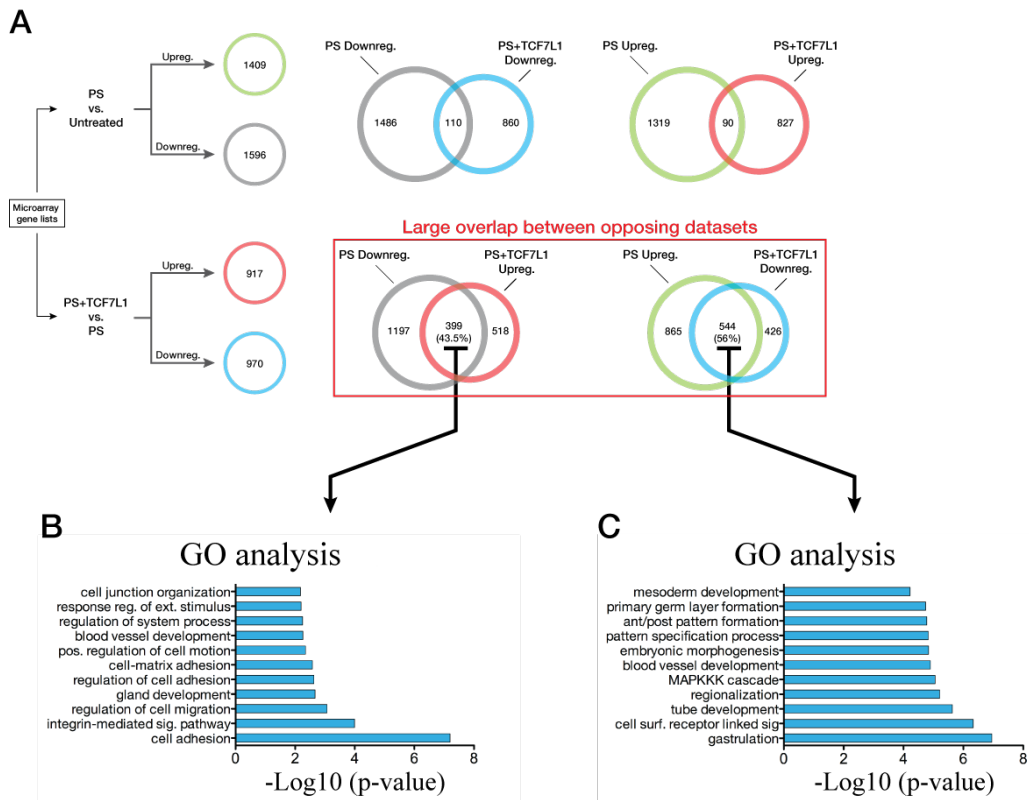 A
Microarray
gene lists
PS
vs.
Untreated
Upreg.
1409
Downreg.
1596
PS Downreg.
PS+TCF7L1
Downreg.
1486
110
860
PS Upreg.
PS+TCF7L1
Upreg.
1319
90
827
PS+TCF7L1
vs.
PS
Upreg.
917
Downreg.
970
Large overlap between opposing datasets
PS Downreg.
PS+TCF7L1
Upreg.
1197
399
(43.5%)
518
PS Upreg.
PS+TCF7L1
Downreg.
865
544
(56%)
426
B
GO analysis
cell junction organization
response reg. of ext. stimulus
regulation of system process
blood vessel development
pos. regulation of cell motion
cell-matrix adhesion
regulation of cell adhesion
gland development
regulation of cell migration
integrin-mediated sig. pathway
cell adhesion
0 2 4 6 8
-Log10 (p-value)
C
GO analysis
mesoderm development
primary germ layer formation
ant/post pattern formation
pattern specification process
embryonic morphogenesis
blood vessel development
MAPKKK cascade
regionalization
tube development
cell surf. receptor linked sig
gastrulation
0 2 4 6 8
-Log10 (p-value)